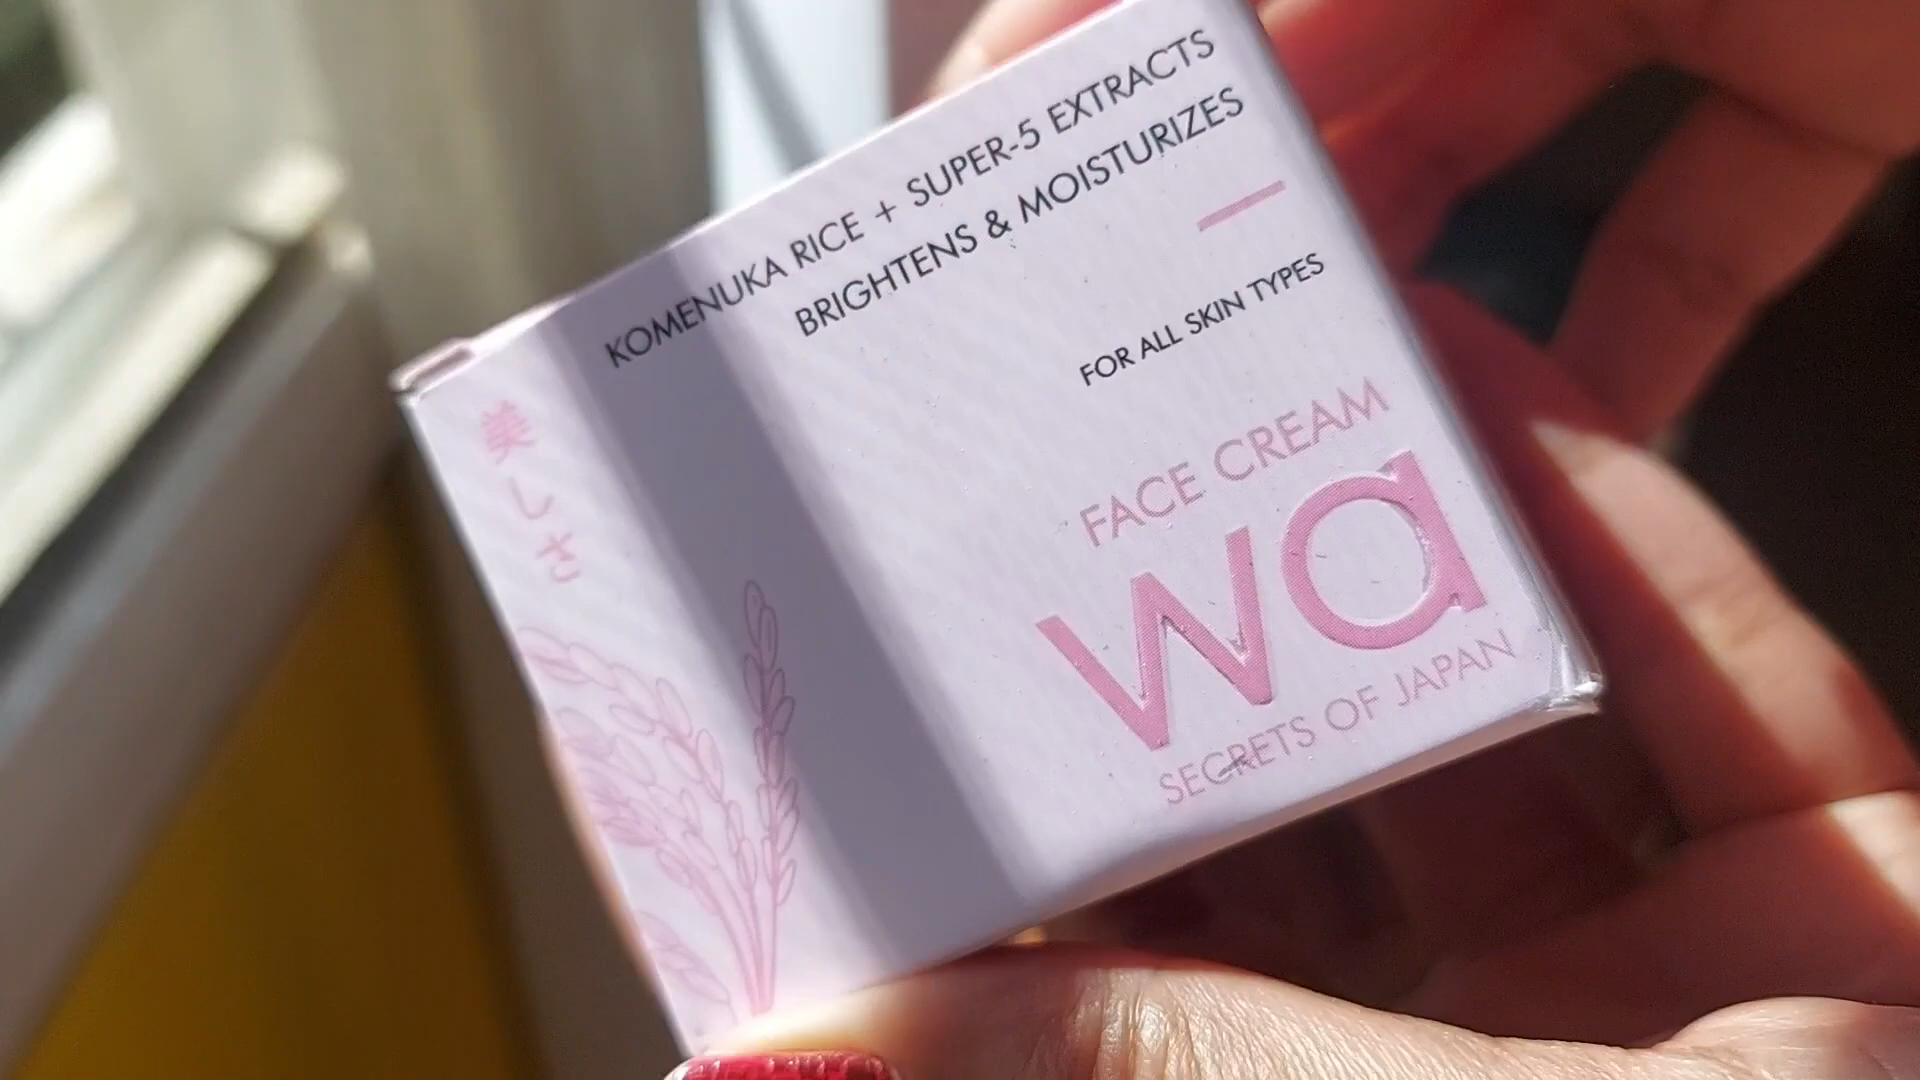 KOMENUKA RICE + SUPER-5 EXTRACTS
BRIGHTENS & MOISTURIZES
FOR ALL SKIN TYPES
FACE CREAM
wa
SECRETS OF JAPAN
美しさ